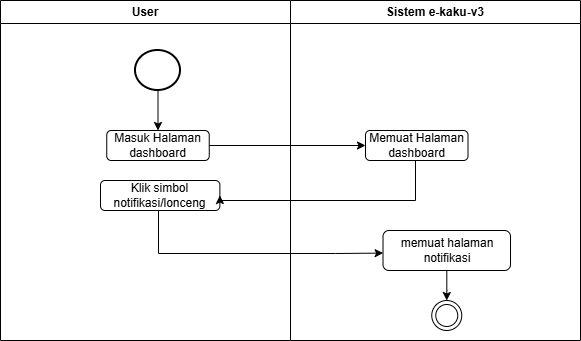 User
Sistem e-kaku-v3
Masuk Halaman
dashboard
Memuat Halaman
dashboard
Klik simbol
notifikasi/lonceng
memuat halaman
notifikasi